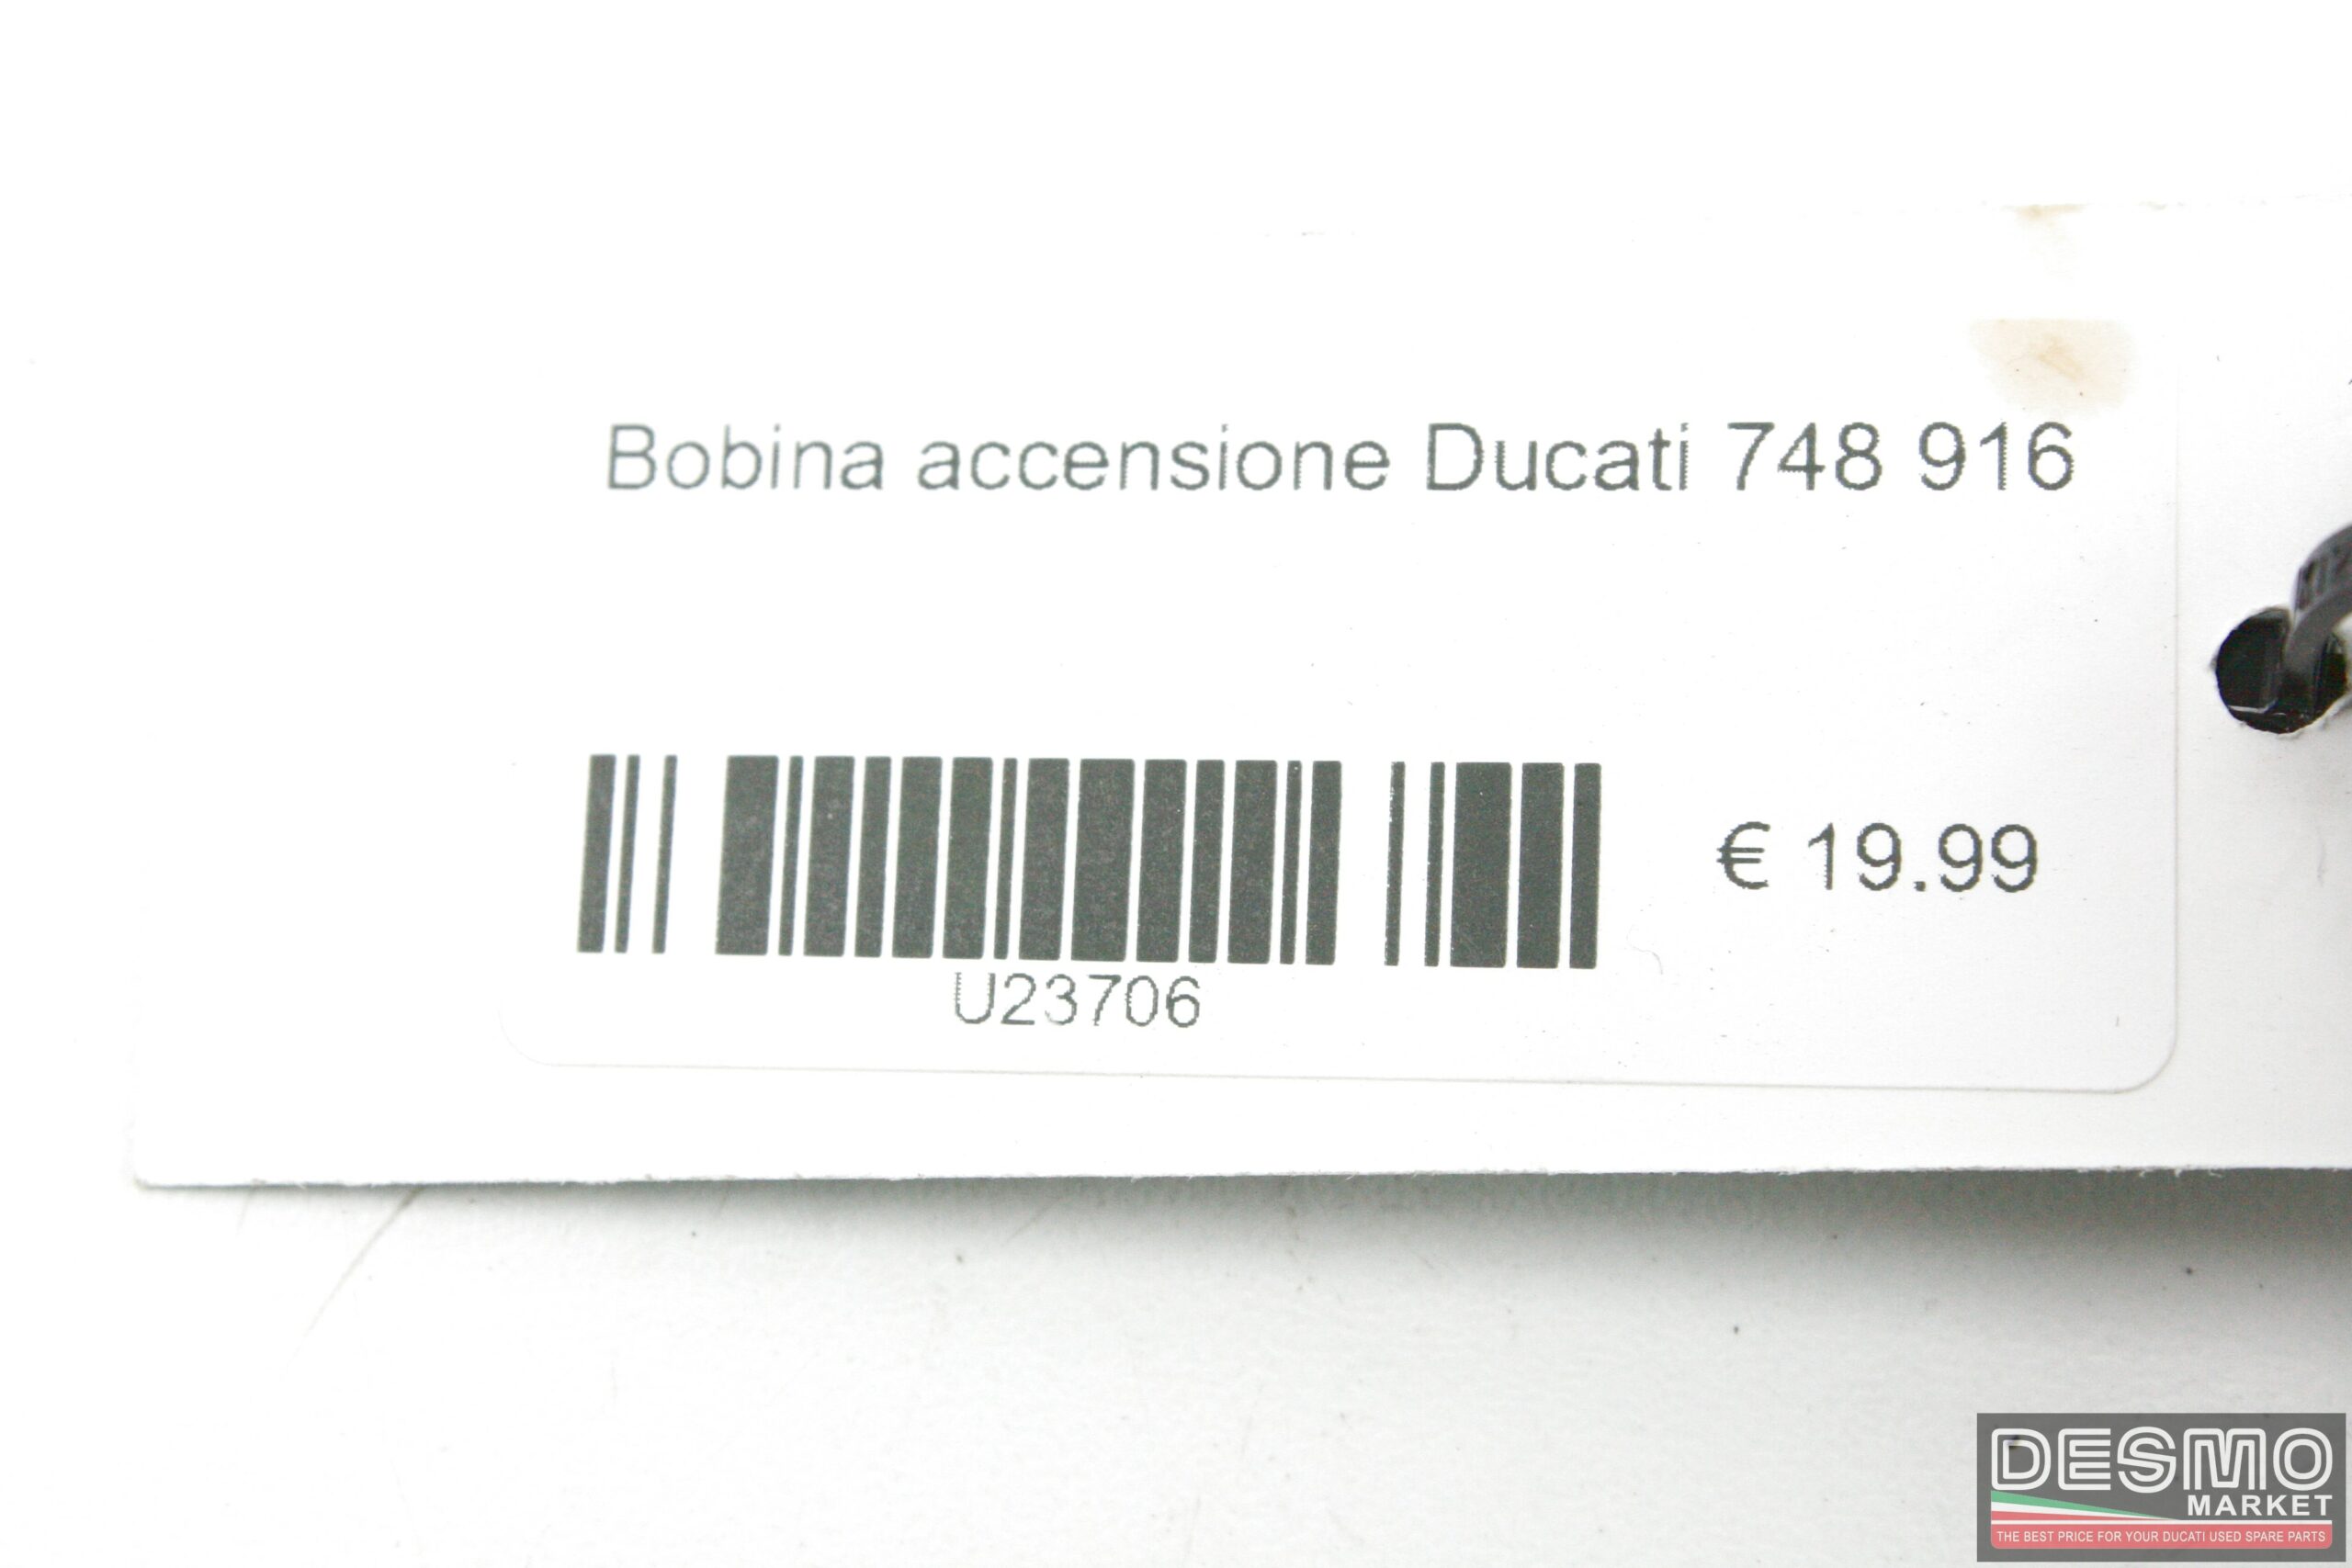 Bobina accensione Ducati 748 916
€ 19.99
U23706
DESMO
MARKET
THE BEST PRICE FOR YOUR DUCATI USED SPARE PARTS